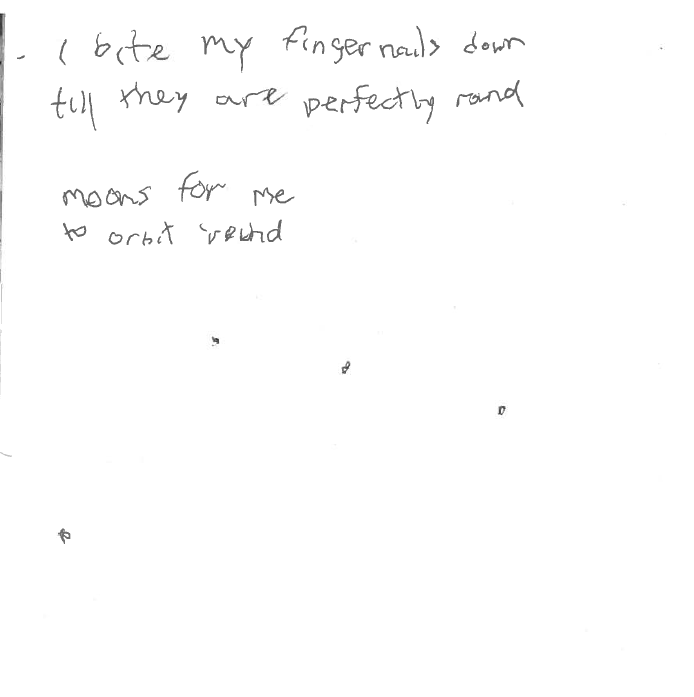 - I bite my fingernails down
till they are perfectly round
moons for me
to orbit 'round